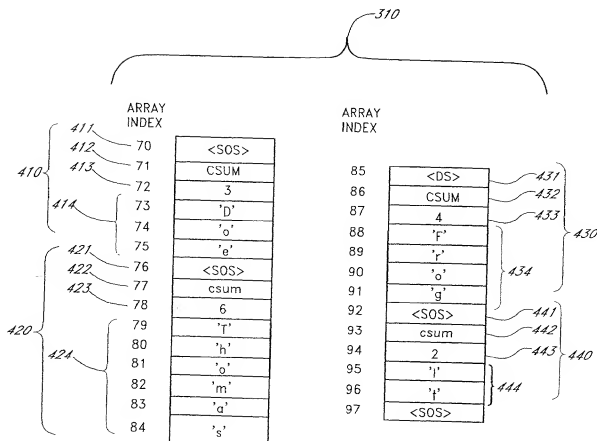 310
ARRAY
INDEX
411 70 <SOS>
412 71 CSUM
413 72 3
410
414
73 'D'
74 'o'
75 'e'
421 76 <SOS>
422 77 csum
423 78 6
420
424
79 'T'
80 'h'
81 'o'
82 'm'
83 'a'
84 's'
ARRAY
INDEX
85 <DS> 431
86 CSUM 432
87 4 433
430
88 'F'
89 'r'
434
90 'o'
91 'g'
92 <SOS> 441
93 csum 442
94 2 443
440
95 'I'
444
96 't'
97 <SOS>